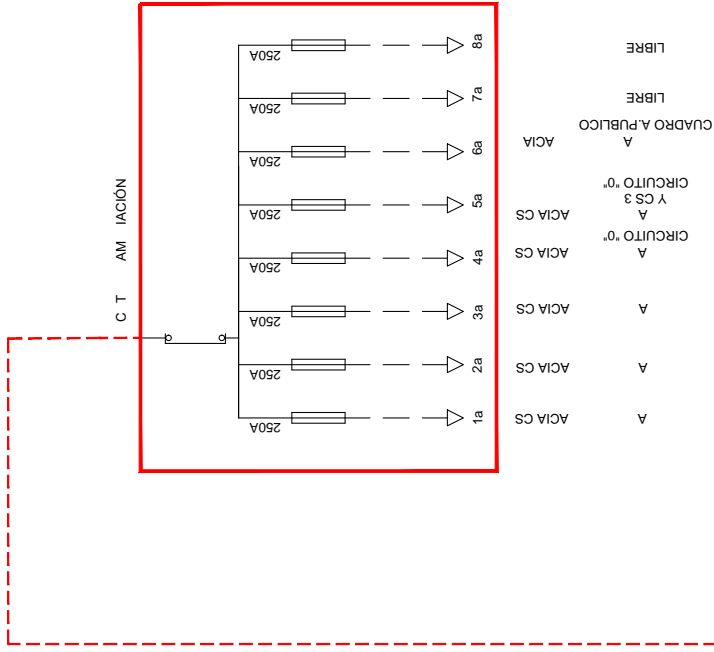 C T AM IACIÓN
250A
8a
LIBRE
250A
7a
LIBRE
250A
6a
ACIA
A
CUADRO A.PUBLICO
250A
5a
ACIA CS
A
Y CS 3
CIRCUITO "0"
250A
4a
ACIA CS
A
CIRCUITO "0"
250A
3a
ACIA CS
A
250A
2a
ACIA CS
A
250A
1a
ACIA CS
A